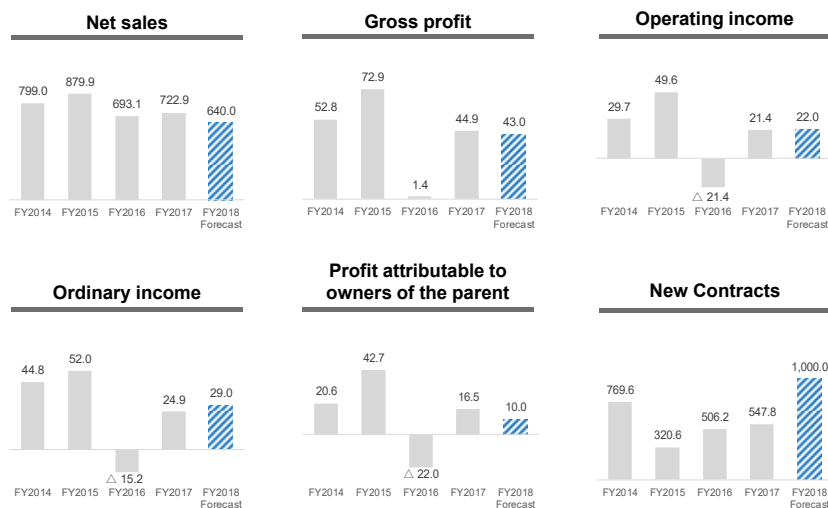 Net sales
799.0
879.9
693.1
722.9
640.0
FY2014 FY2015 FY2016 FY2017 FY2018
Forecast
Gross profit
52.8
72.9
1.4
44.9
43.0
FY2014 FY2015 FY2016 FY2017 FY2018
Forecast
Operating income
29.7
49.6
△ 21.4
21.4
22.0
FY2014 FY2015 FY2016 FY2017 FY2018
Forecast
Ordinary income
44.8
52.0
△ 15.2
24.9
29.0
FY2014 FY2015 FY2016 FY2017 FY2018
Forecast
Profit attributable to
owners of the parent
20.6
42.7
△ 22.0
16.5
10.0
FY2014 FY2015 FY2016 FY2017 FY2018
Forecast
New Contracts
769.6
320.6
506.2
547.8
1,000.0
FY2014 FY2015 FY2016 FY2017 FY2018
Forecast